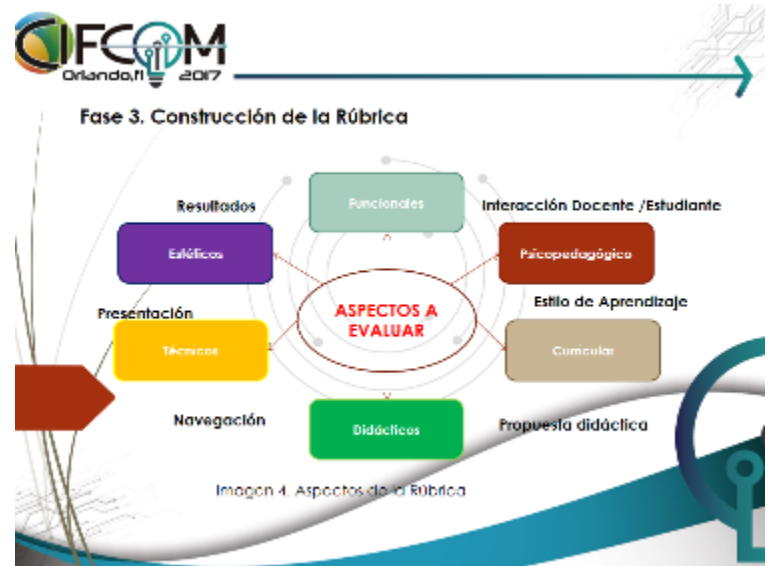 CIFCOM
Orlando,fl 2017
Fase 3. Construcción de la Rúbrica
Funcionales
Resultados
Interacción Docente /Estudiante
Estéticos
Psicopedagógico
ASPECTOS A
EVALUAR
Presentación
Estilo de Aprendizaje
Técnicos
Curricular
Navegación
Didácticos
Propuesta didáctica
Imagen 4. Aspectos de la Rúbrica